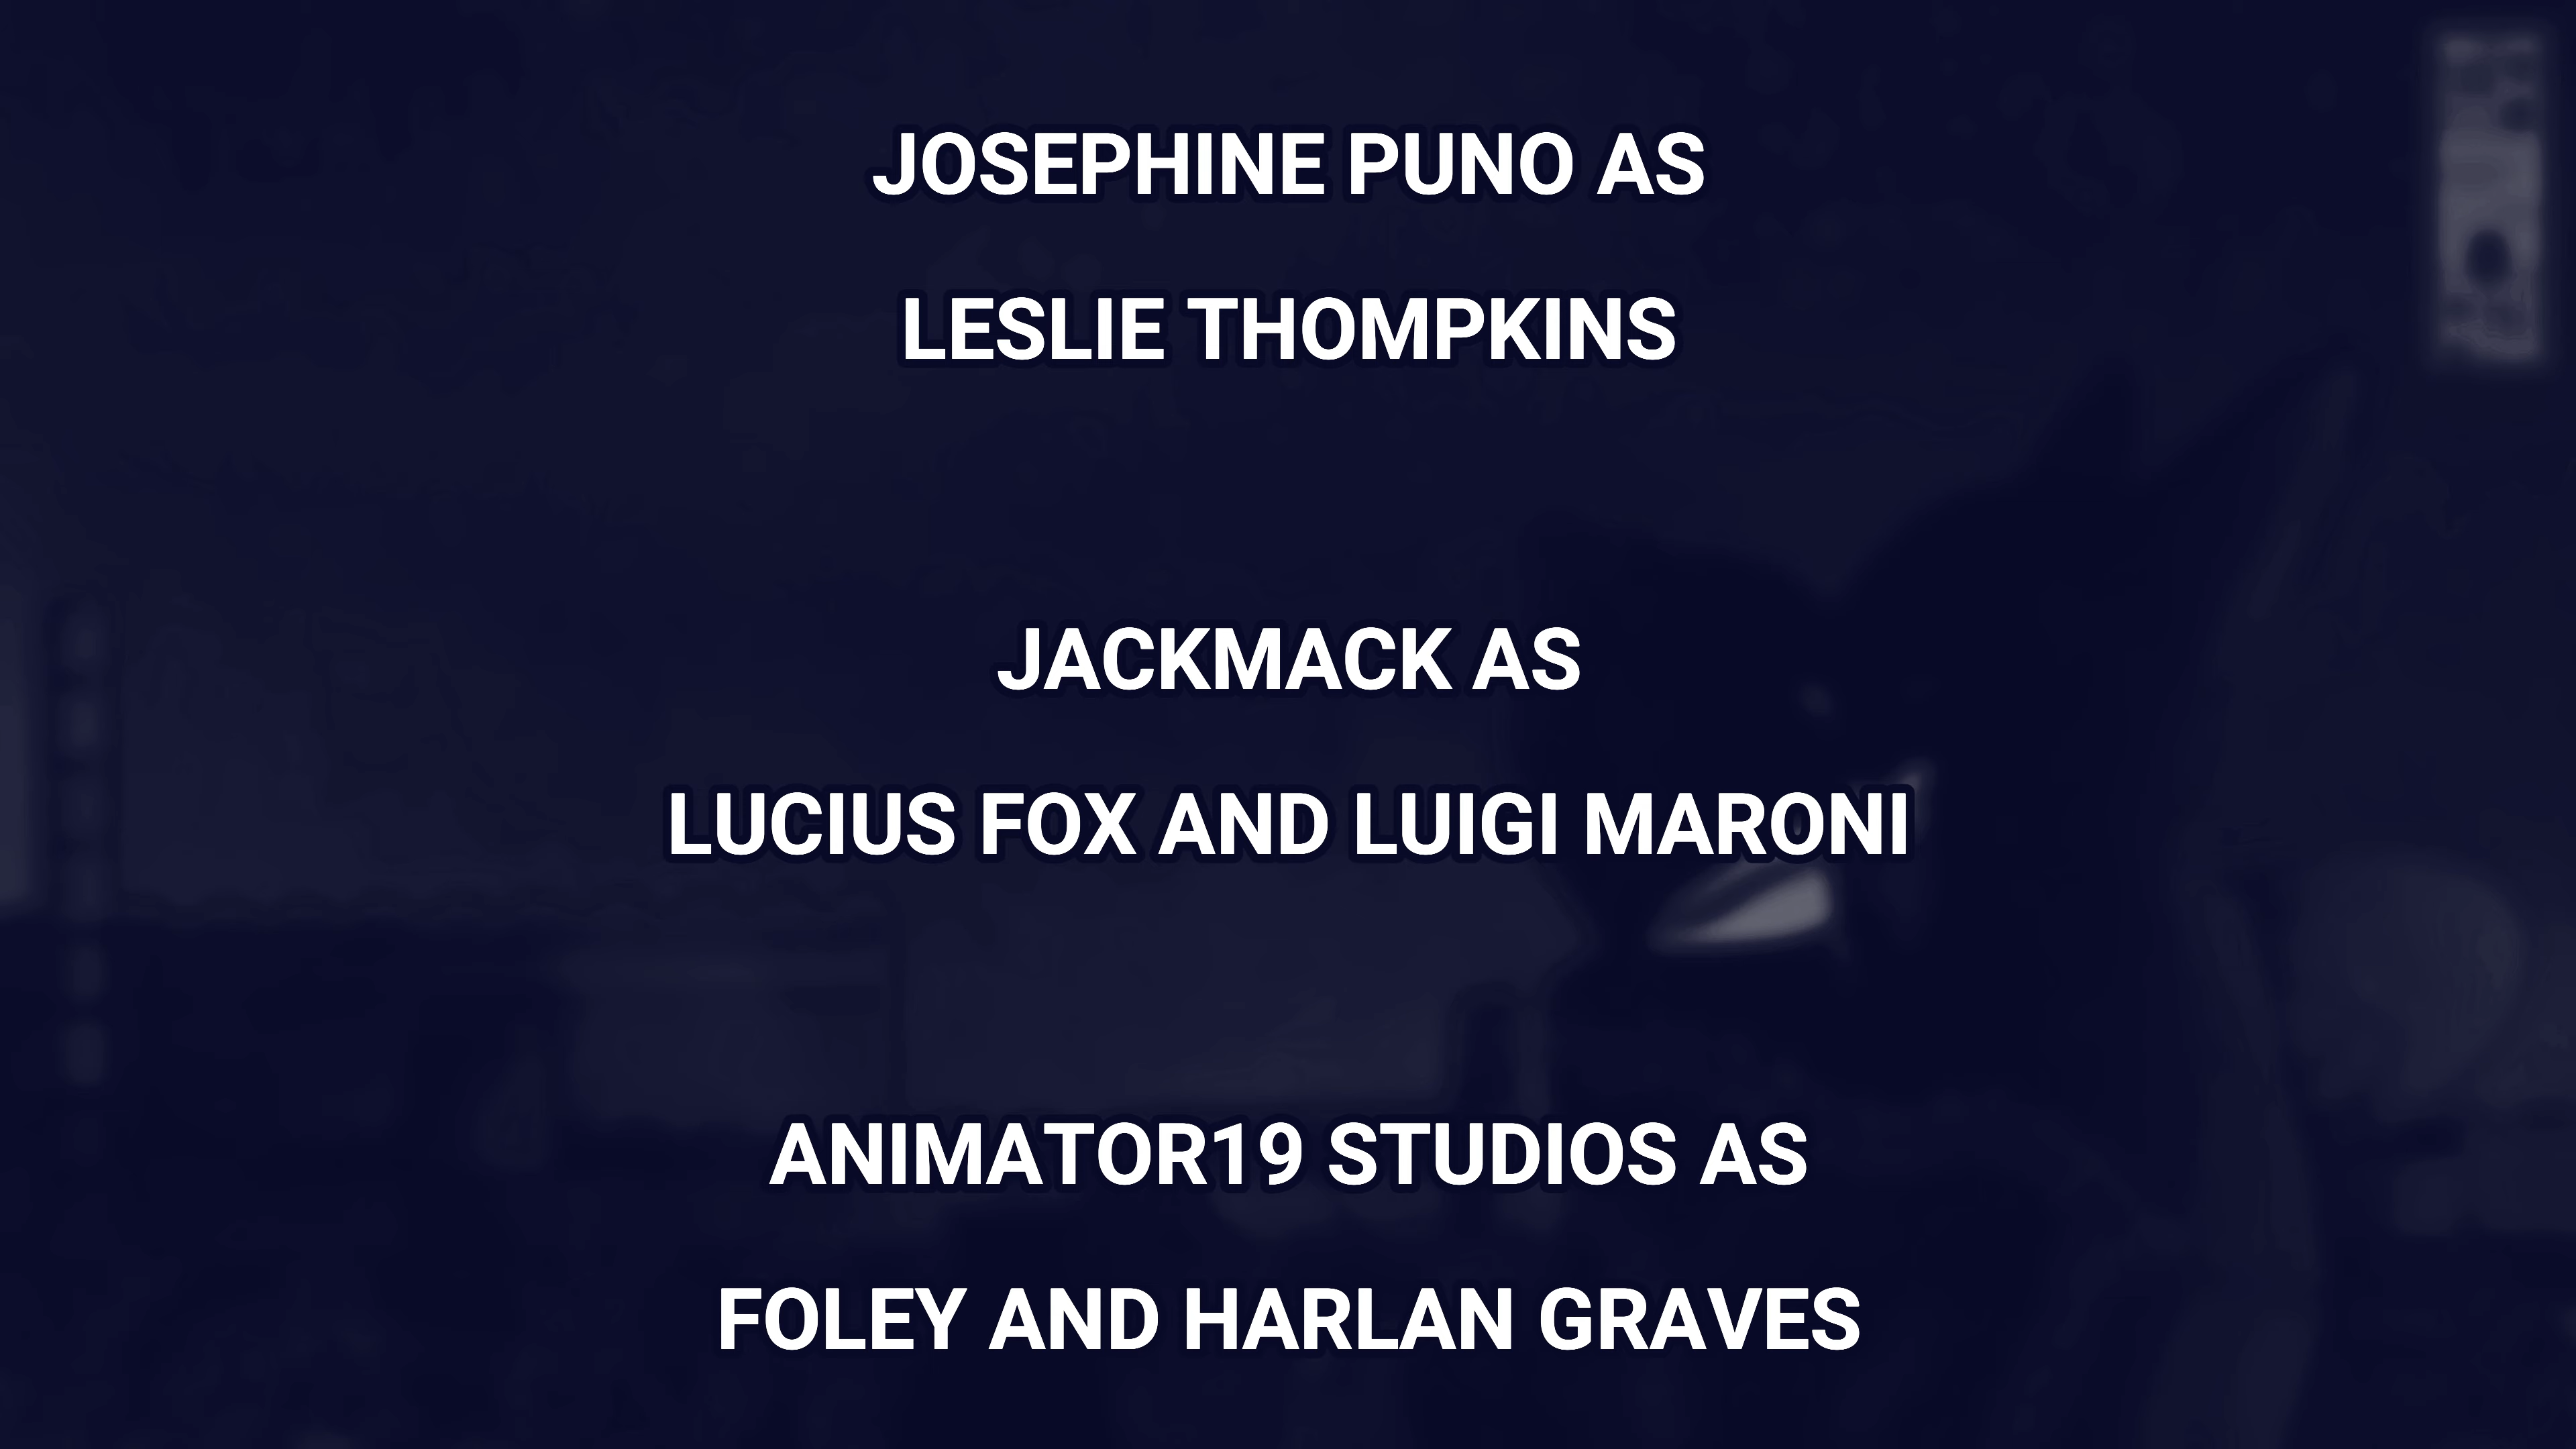 JOSEPHINE PUNO AS
LESLIE THOMPKINS
JACKMACK AS
LUCIUS FOX AND LUIGI MARONI
ANIMATOR19 STUDIOS AS
FOLEY AND HARLAN GRAVES